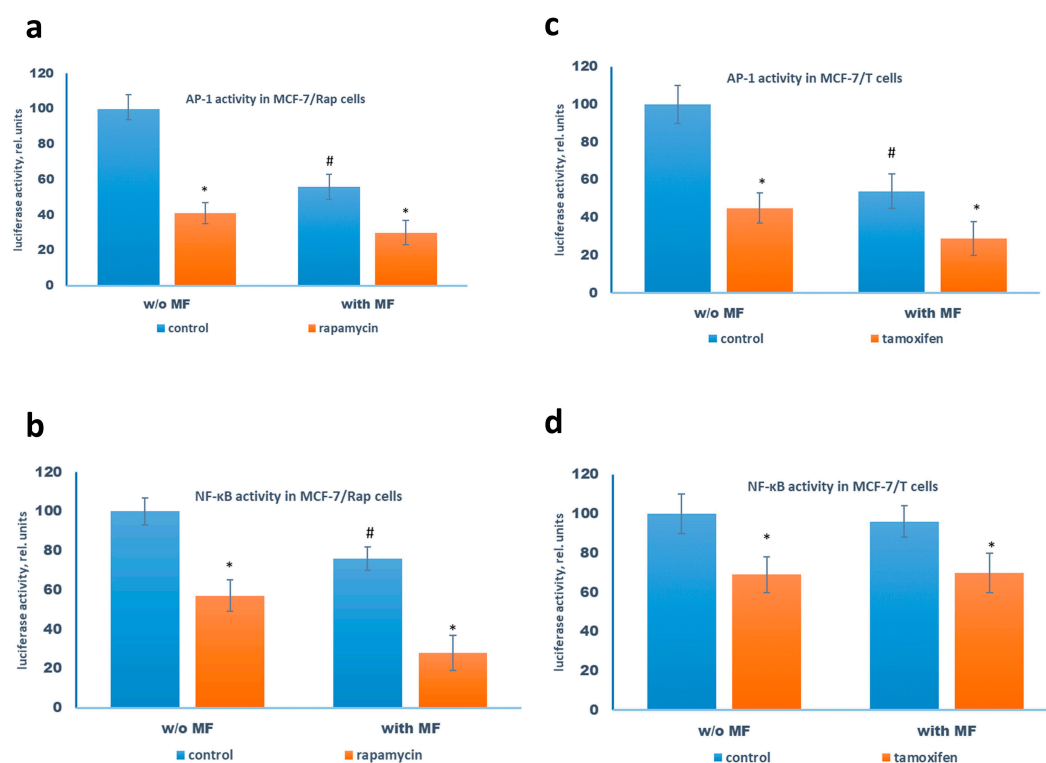 a
AP-1 activity in MCF-7/Rap cells
luciferase activity, rel. units
120
100
80
60
40
20
0
*
#
*
w/o MF
with MF
control
rapamycin
c
AP-1 activity in MCF-7/T cells
luciferase activity, rel. units
120
100
80
60
40
20
0
*
#
*
w/o MF
with MF
control
tamoxifen
b
NF-κB activity in MCF-7/Rap cells
luciferase activity, rel. units
120
100
80
60
40
20
0
*
#
*
w/o MF
with MF
control
rapamycin
d
NF-κB activity in MCF-7/T cells
luciferase activity, rel. units
120
100
80
60
40
20
0
*
*
w/o MF
with MF
control
tamoxifen